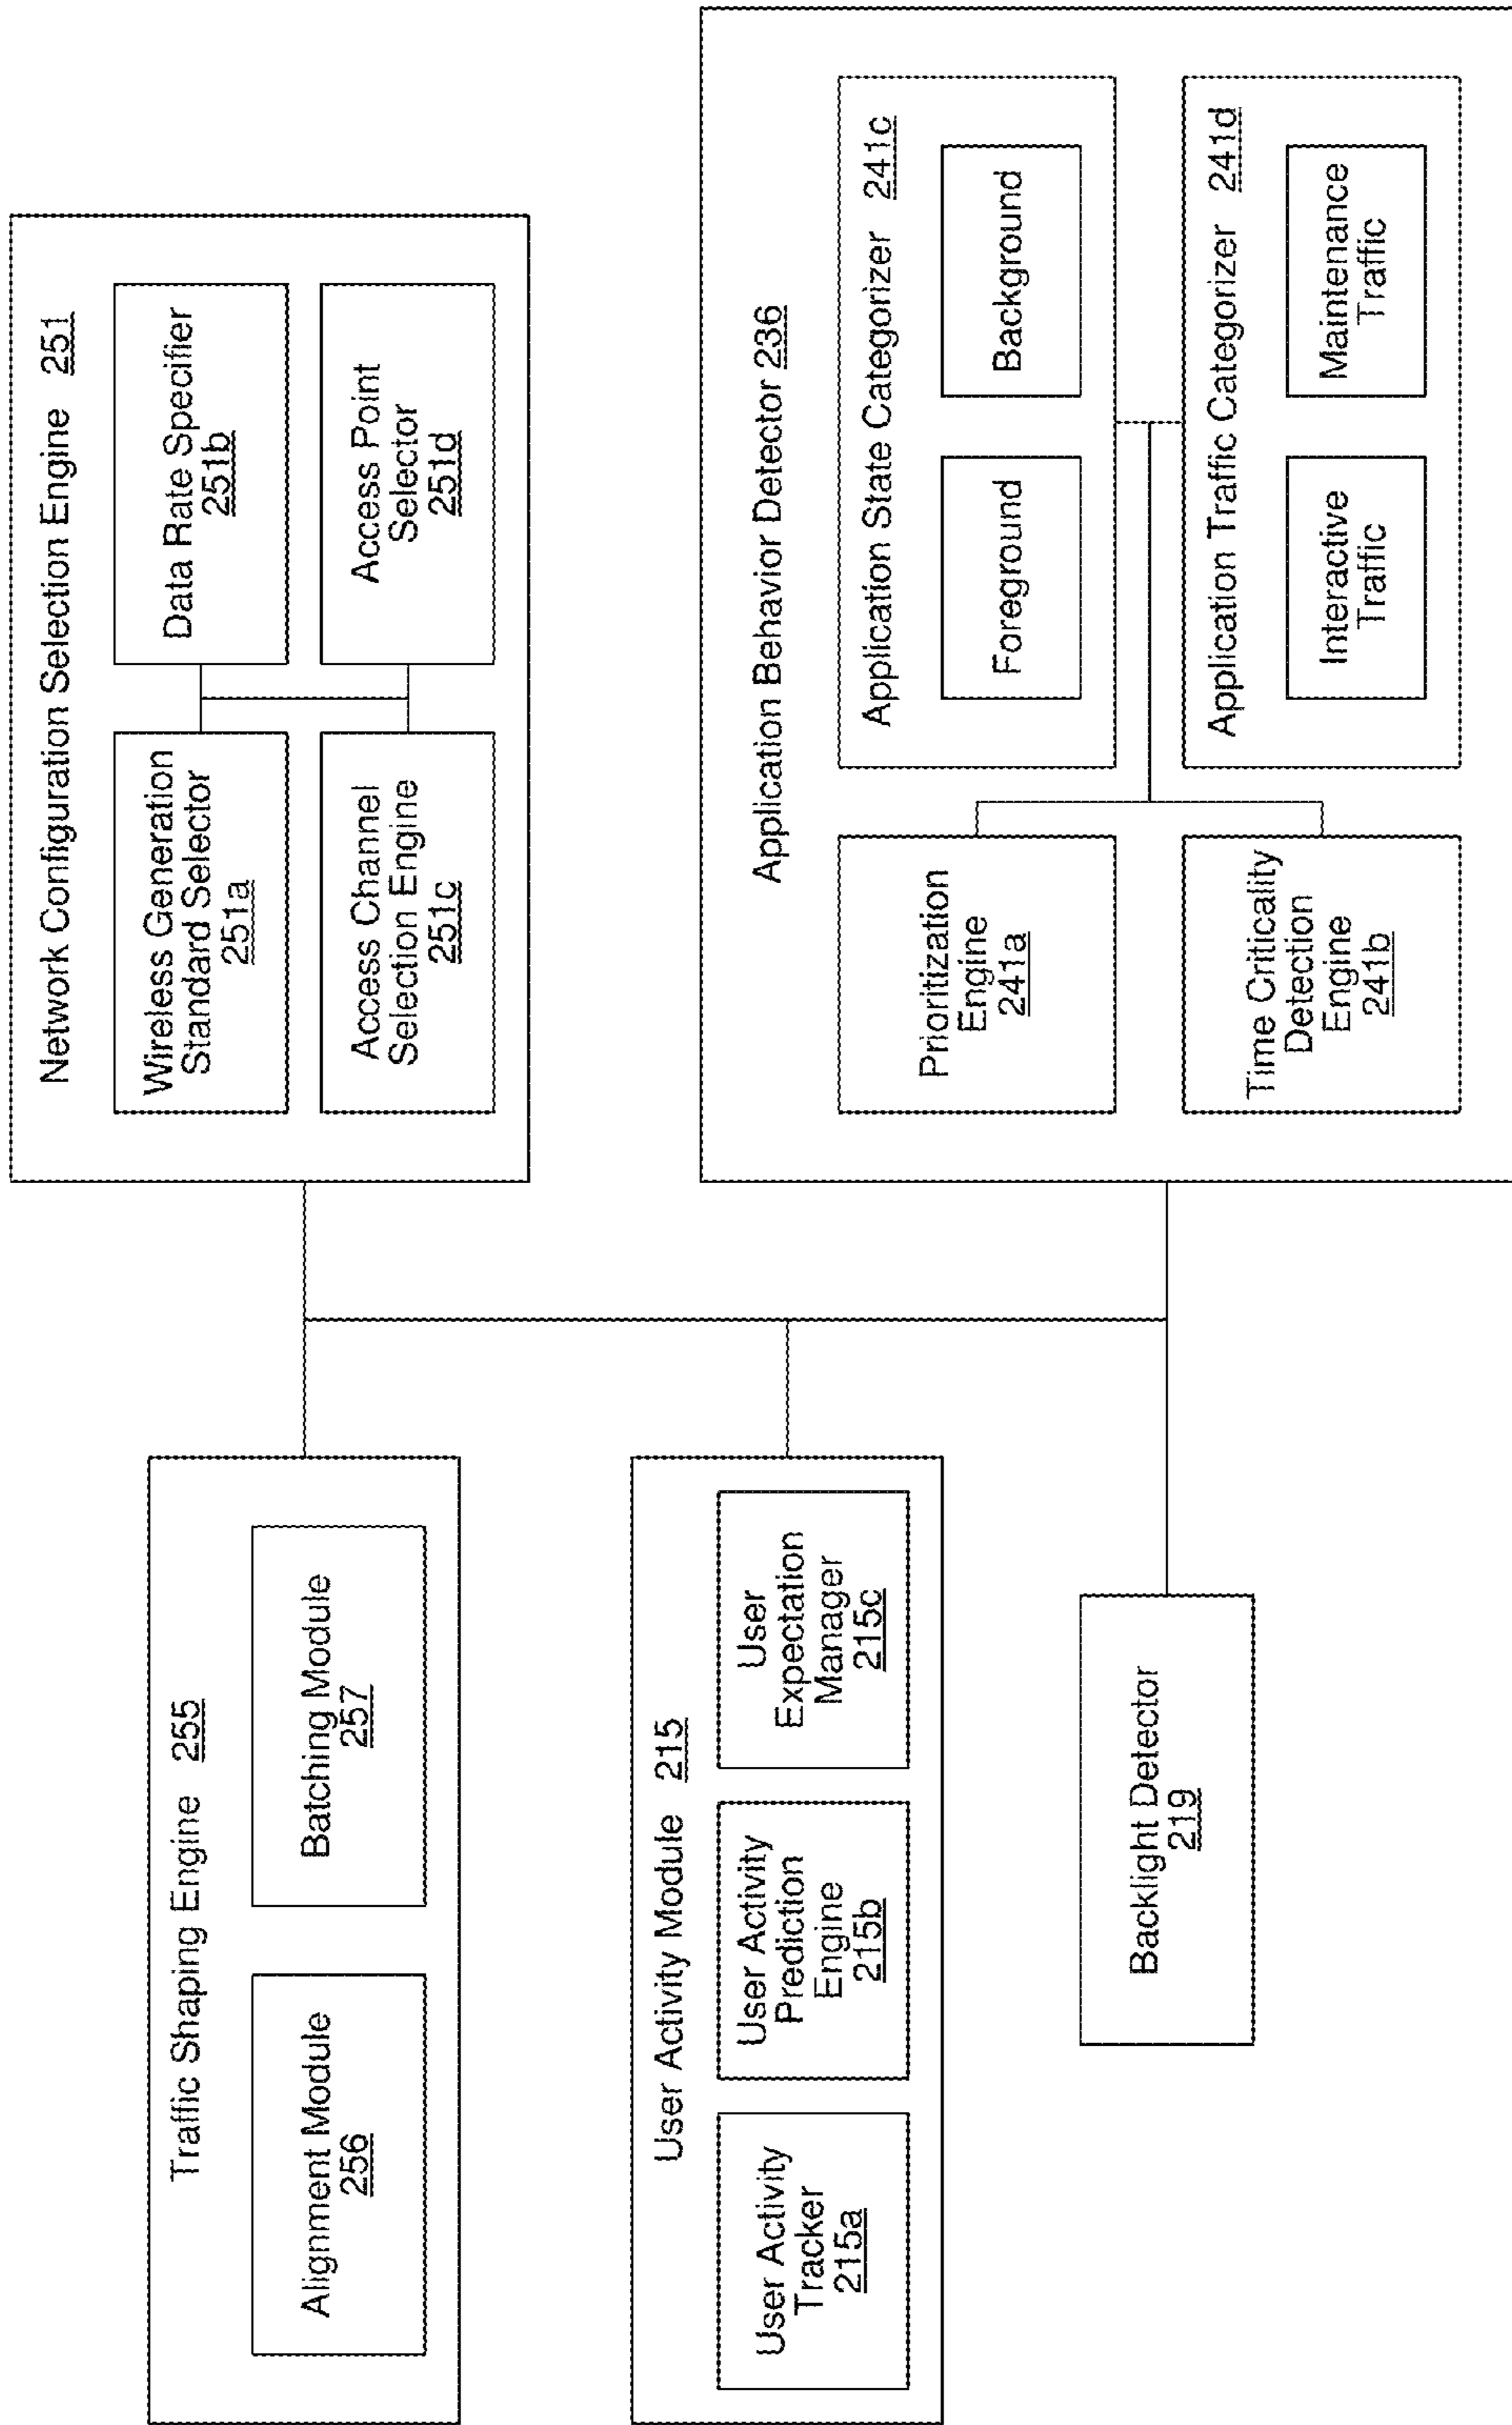 Traffic Shaping Engine 255
Alignment Module
256
Batching Module
257
User Activity Module 215
User Activity
Tracker
215a
User Activity
Prediction
Engine
215b
User
Expectation
Manager
215c
Backlight Detector
219
Network Configuration Selection Engine 251
Wireless Generation
Standard Selector
251a
Data Rate Specifier
251b
Access Channel
Selection Engine
251c
Access Point
Selector
251d
Application Behavior Detector 236
Prioritization
Engine
241a
Time Criticality
Detection
Engine
241b
Application State Categorizer 241c
Foreground
Background
Application Traffic Categorizer 241d
Interactive
Traffic
Maintenance
Traffic